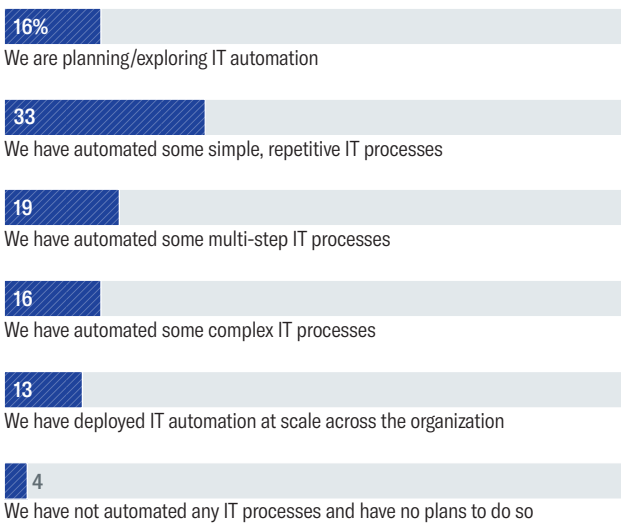 16%
We are planning/exploring IT automation
33
We have automated some simple, repetitive IT processes
19
We have automated some multi-step IT processes
16
We have automated some complex IT processes
13
We have deployed IT automation at scale across the organization
4
We have not automated any IT processes and have no plans to do so